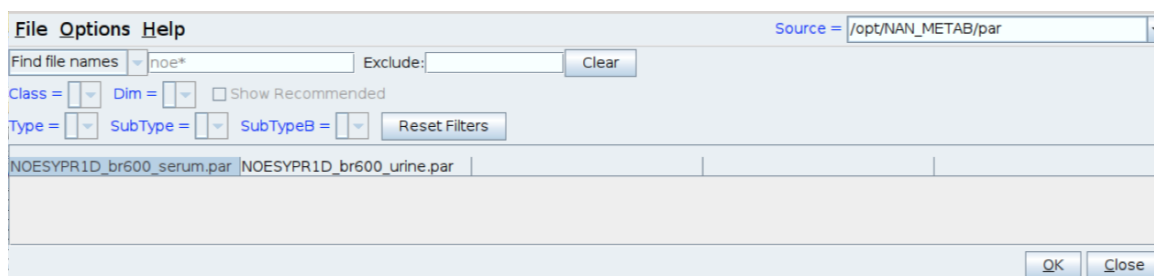 File Options Help Source = /opt/NAN_METAB/par
Find file names noe* Exclude: Clear
Class = Dim = Show Recommended
Type = SubType = SubTypeB = Reset Filters
NOESYPR1D_br600_serum.par NOESYPR1D_br600_urine.par
OK Close